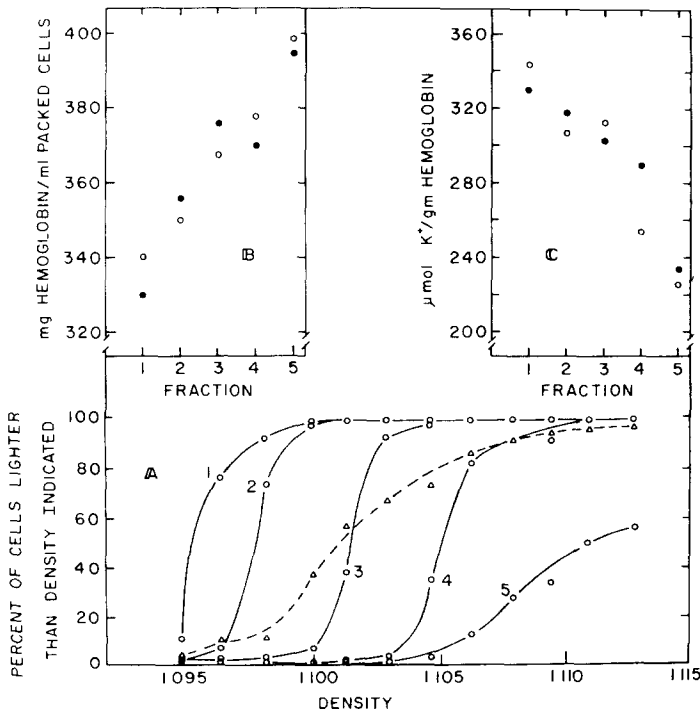 mg HEMOGLOBIN/ml PACKED CELLS
400
380
360
340
320
B
1 2 3 4 5
FRACTION
μmol K+/gm HEMOGLOBIN
360
320
280
240
200
C
1 2 3 4 5
FRACTION
PERCENT OF CELLS LIGHTER
THAN DENSITY INDICATED
100
80
60
40
20
0
A
1
2
3
4
5
1.095 1.100 1.105 1.110 1.115
DENSITY